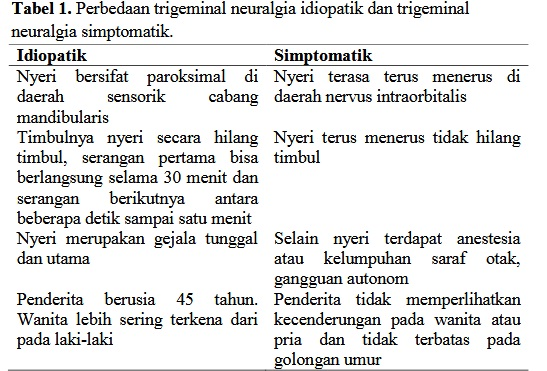 Tabel 1. Perbedaan trigeminal neuralgia idiopatik dan trigeminal
neuralgia simptomatik.
Idiopatik
Simptomatik
Nyeri bersifat paroksimal di
daerah sensorik cabang
mandibularis
Nyeri terasa terus menerus di
daerah nervus intraorbitalis
Timbulnya nyeri secara hilang
timbul, serangan pertama bisa
berlangsung selama 30 menit dan
serangan berikutnya antara
beberapa detik sampai satu menit
Nyeri terus menerus tidak hilang
timbul
Nyeri merupakan gejala tunggal
dan utama
Selain nyeri terdapat anestesia
atau kelumpuhan saraf otak,
gangguan autonom
Penderita berusia 45 tahun.
Wanita lebih sering terkena dari
pada laki-laki
Penderita tidak memperlihatkan
kecenderungan pada wanita atau
pria dan tidak terbatas pada
golongan umur